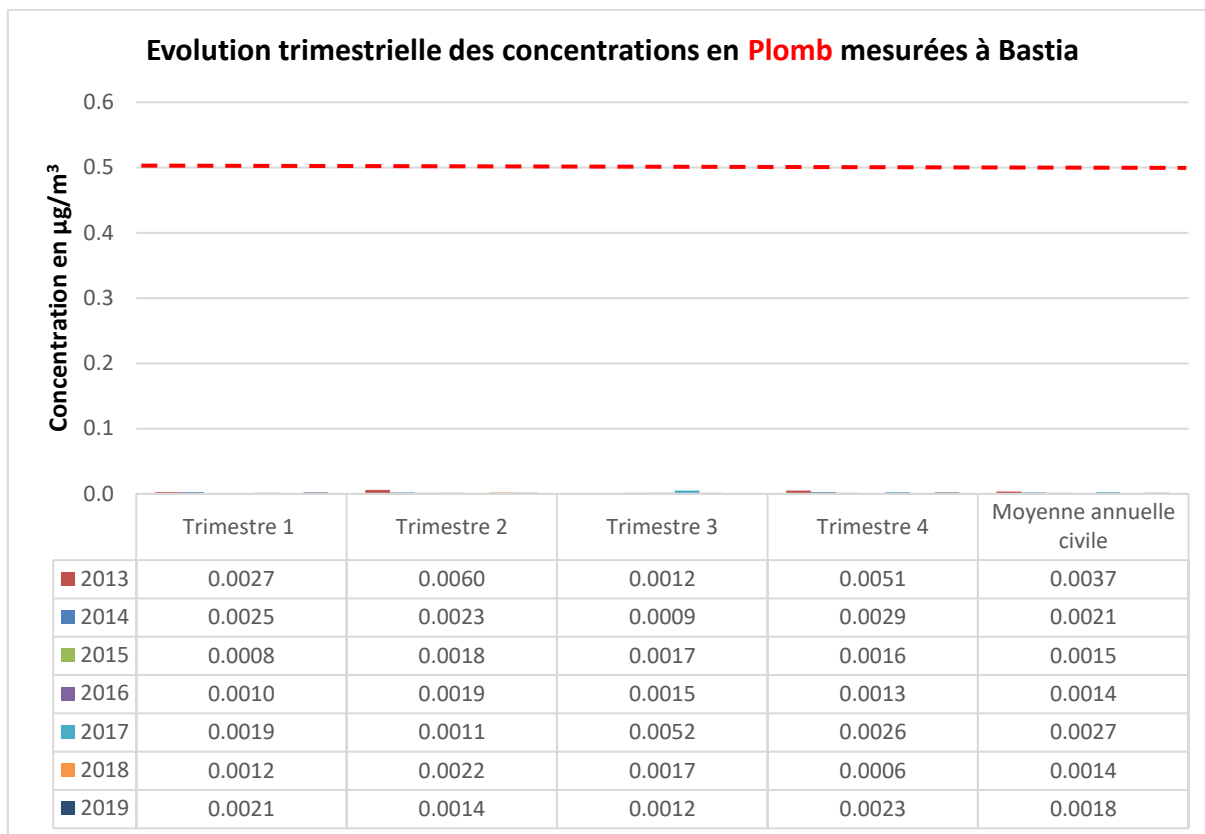 Evolution trimestrielle des concentrations en Plomb mesurées à Bastia
Concentration en µg/m³
0.6
0.5
0.4
0.3
0.2
0.1
0.0
Trimestre 1 Trimestre 2 Trimestre 3 Trimestre 4 Moyenne annuelle
civile
2013 0.0027 0.0060 0.0012 0.0051 0.0037
2014 0.0025 0.0023 0.0009 0.0029 0.0021
2015 0.0008 0.0018 0.0017 0.0016 0.0015
2016 0.0010 0.0019 0.0015 0.0013 0.0014
2017 0.0019 0.0011 0.0052 0.0026 0.0027
2018 0.0012 0.0022 0.0017 0.0006 0.0014
2019 0.0021 0.0014 0.0012 0.0023 0.0018